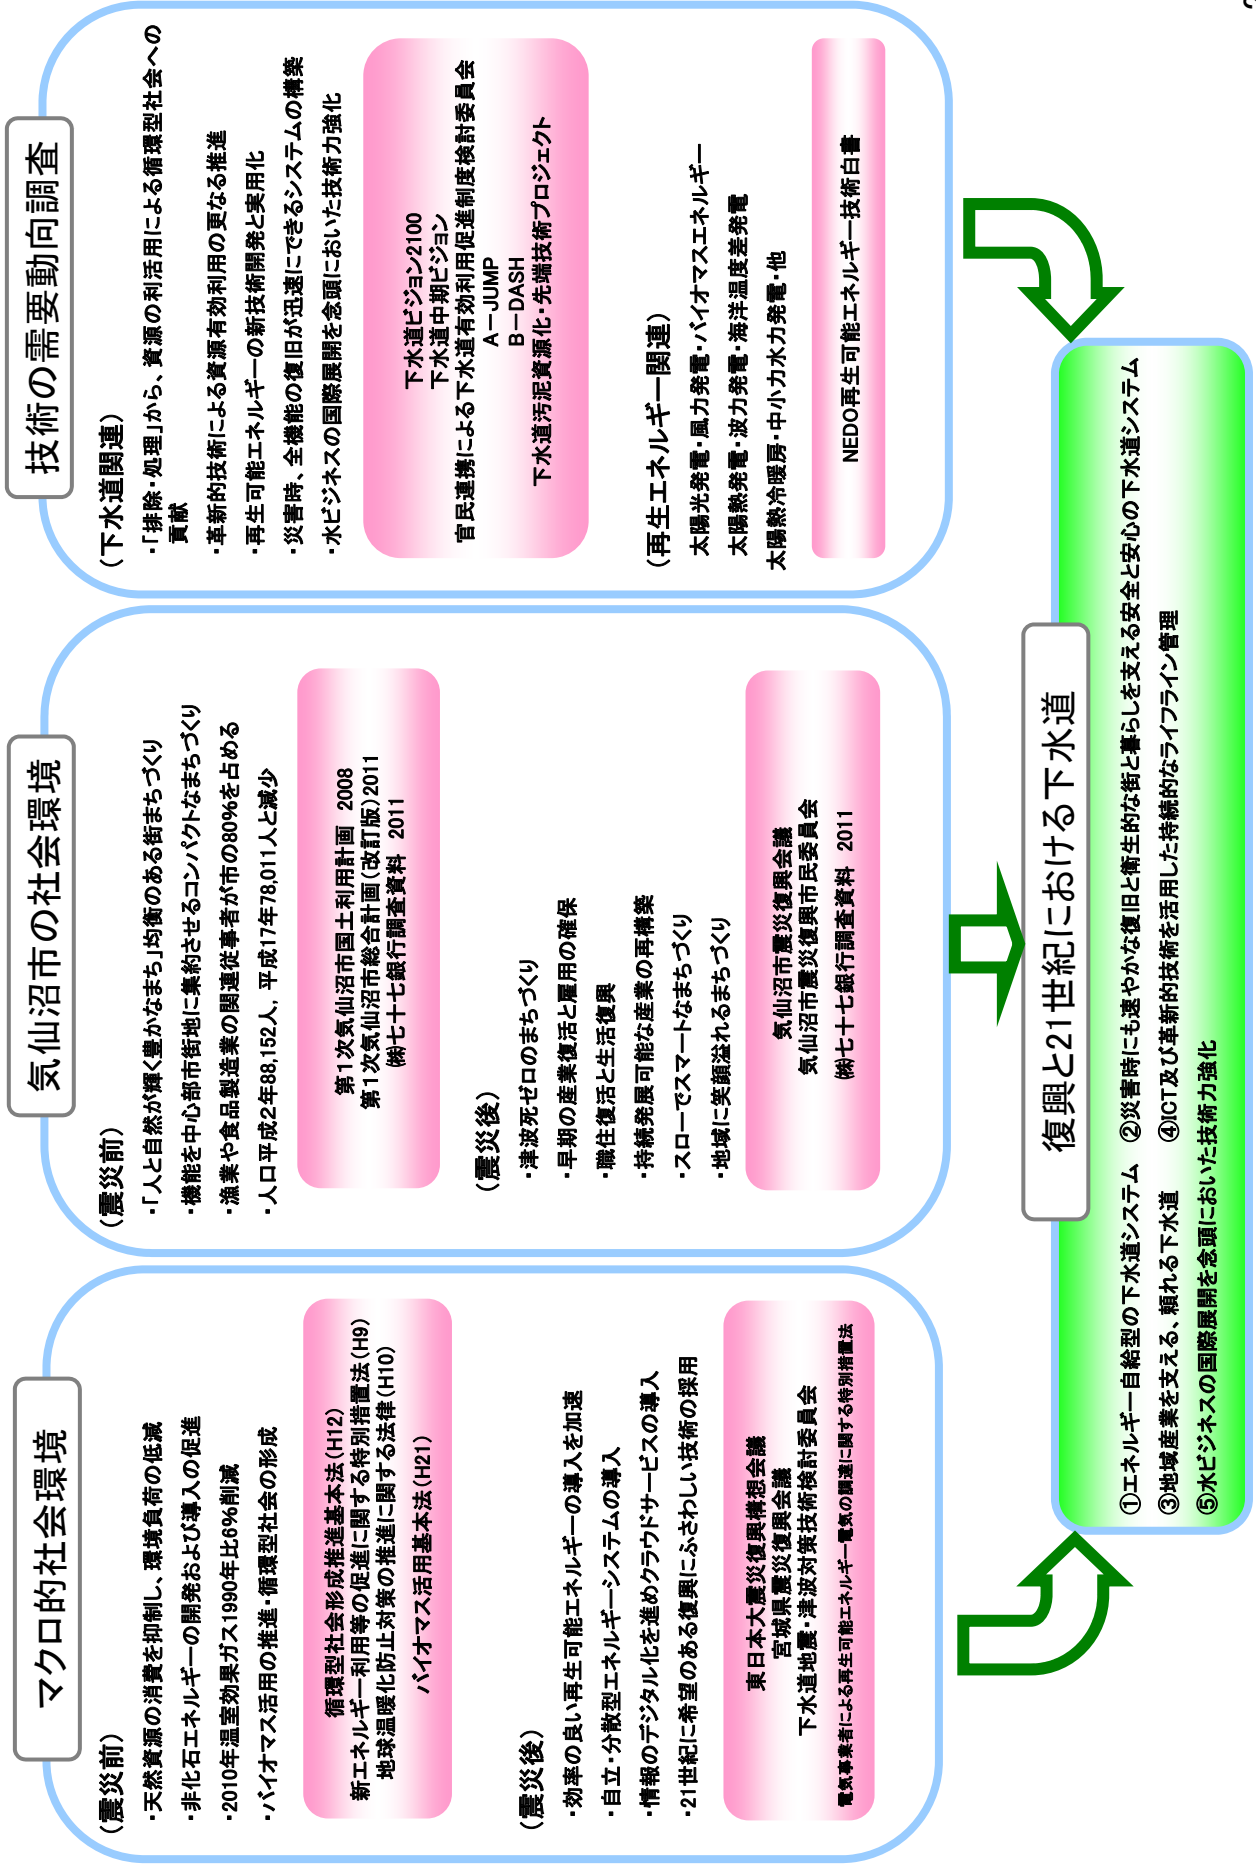 マクロ的社会環境
（震災前）
・天然資源の消費を抑制し、環境負荷の低減
・非化石エネルギーの開発および導入の促進
・2010年温室効果ガス1990年比6%削減
・バイオマス活用の推進・循環型社会の形成
循環型社会形成推進基本法（H12）
新エネルギー利用等の促進に関する特別措置法（H9）
地球温暖化防止対策の推進に関する法律（H10）
バイオマス活用基本法（H21）
（震災後）
・効率の良い再生可能エネルギーの導入を加速
・自立・分散型エネルギーシステムの導入
・情報のデジタル化を進めクラウドサービスの導入
・21世紀に希望のある復興にふさわしい技術の採用
東日本大震災復興構想会議
宮城県震災復興会議
下水道地震・津波対策技術検討委員会
電気事業者による再生可能エネルギー電気の調達に関する特別措置法
気仙沼市の社会環境
（震災前）
・「人と自然が輝く豊かなまち」均衡のある街まちづくり
・機能を中心部市街地に集約させるコンパクトなまちづくり
・漁業や食品製造業の関連従事者が市の80%を占める
・人口平成2年88,152人，平成17年78,011人と減少
第1次気仙沼市国土利用計画 2008
第1次気仙沼市総合計画（改訂版）2011
㈱七十七銀行調査資料 2011
（震災後）
・津波死ゼロのまちづくり
・早期の産業復活と雇用の確保
・職住復活と生活復興
・持続発展可能な産業の再構築
・スローでスマートなまちづくり
・地域に笑顔溢れるまちづくり
気仙沼市震災復興会議
気仙沼市震災復興市民委員会
㈱七十七銀行調査資料 2011
技術の需要動向調査
（下水道関連）
・「排除・処理」から、資源の利活用による循環型社会への
貢献
・革新的技術による資源有効利用の更なる推進
・再生可能エネルギーの新技術開発と実用化
・災害時、全機能の復旧が迅速にできるシステムの構築
・水ビジネスの国際展開を念頭においた技術力強化
下水道ビジョン2100
下水道中期ビジョン
官民連携による下水道有効利用促進制度検討委員会
A－JUMP
B－DASH
下水道汚泥資源化・先端技術プロジェクト
（再生エネルギー関連）
太陽光発電・風力発電・バイオマスエネルギー
太陽熱発電・波力発電・海洋温度差発電
太陽熱冷暖房・中小力水力発電・他
NEDO再生可能エネルギー技術白書
復興と21世紀における下水道
①エネルギー自給型の下水道システム ②災害時にも速やかな復旧と衛生的な街と暮らしを支える安全と安心の下水道システム
③地域産業を支える、頼れる下水道 ④ICT及び革新的技術を活用した持続的なライフライン管理
⑤水ビジネスの国際展開を念頭においた技術力強化